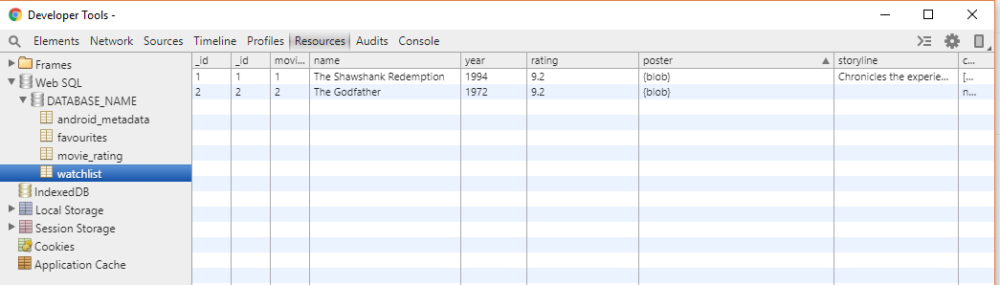 Developer Tools -
Elements Network Sources Timeline Profiles Resources Audits Console
Frames
Web SQL
DATABASE_NAME
android_metadata
favourites
movie_rating
watchlist
IndexedDB
Local Storage
Session Storage
Cookies
Application Cache
_id _id movi... name year rating poster storyline c...
1 1 1 The Shawshank Redemption 1994 9.2 {blob} Chronicles the experie... [...
2 2 2 The Godfather 1972 9.2 {blob} n...